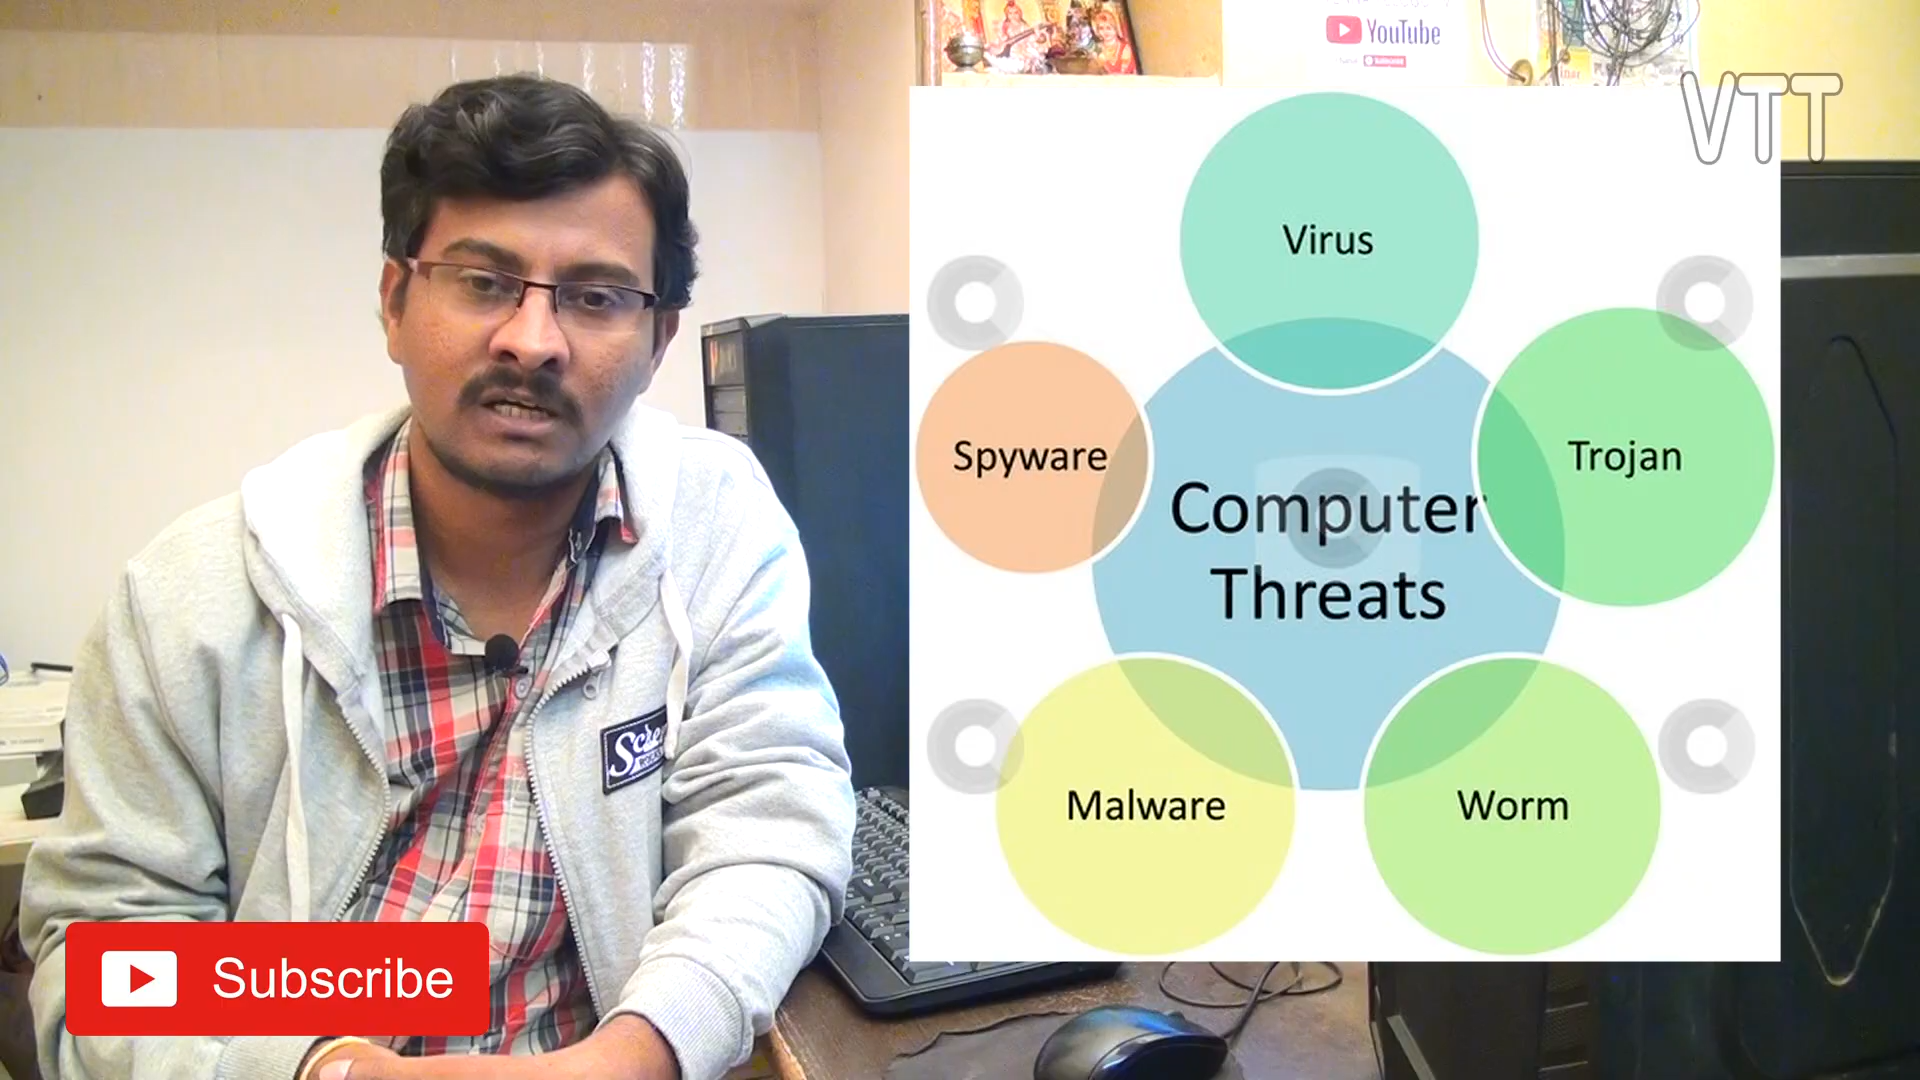 YouTube
VTT
Virus
Spyware
Trojan
Computer
Threats
Malware
Worm
Subscribe